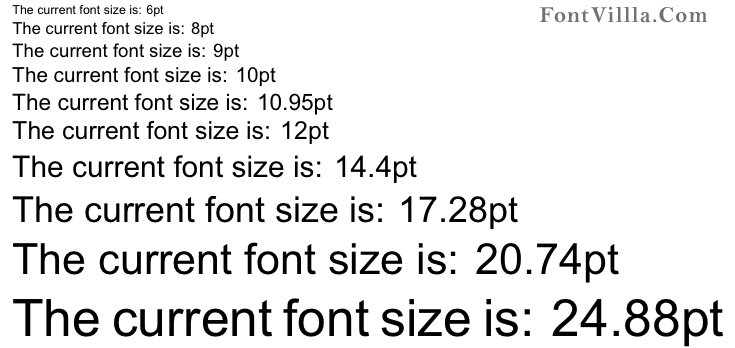 The current font size is: 6pt
FontVillla.Com
The current font size is: 8pt
The current font size is: 9pt
The current font size is: 10pt
The current font size is: 10.95pt
The current font size is: 12pt
The current font size is: 14.4pt
The current font size is: 17.28pt
The current font size is: 20.74pt
The current font size is: 24.88pt